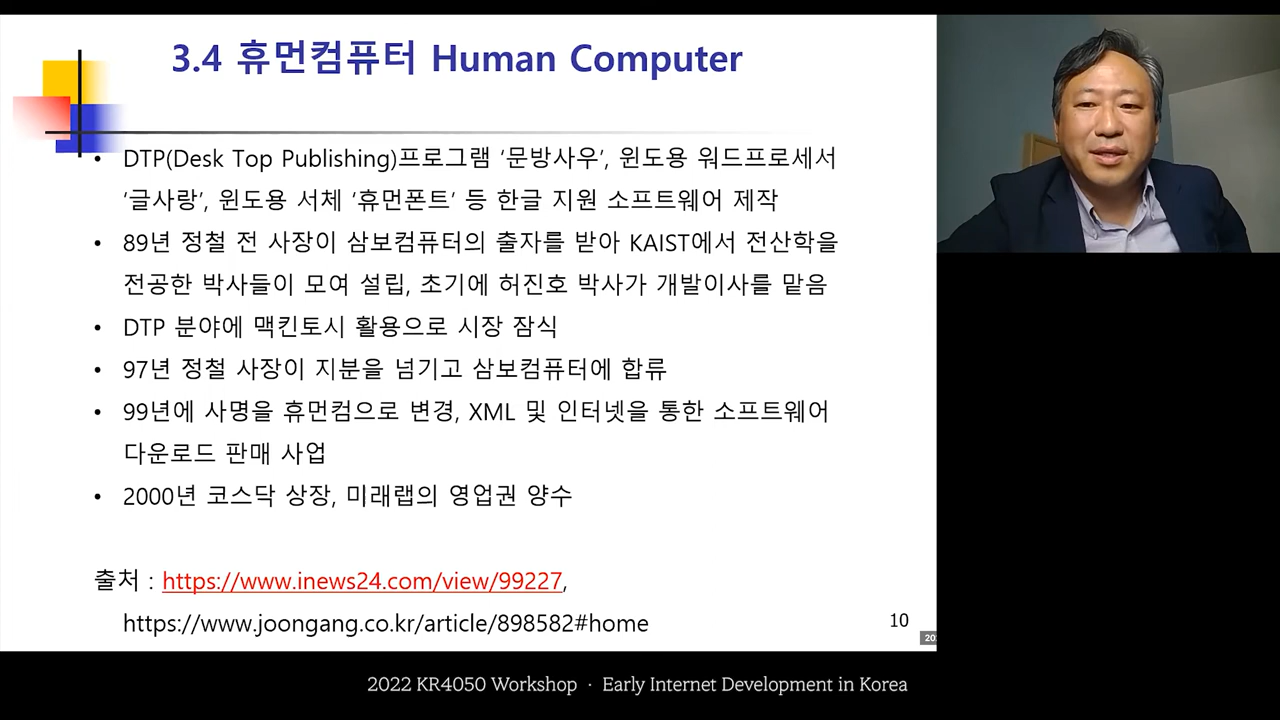 3.4 휴먼컴퓨터 Human Computer
• DTP(Desk Top Publishing)프로그램 ‘문방사우’, 윈도용 워드프로세서
‘글사랑’, 윈도용 서체 ‘휴먼폰트’ 등 한글 지원 소프트웨어 제작
• 89년 정철 전 사장이 삼보컴퓨터의 출자를 받아 KAIST에서 전산학을
전공한 박사들이 모여 설립, 초기에 허진호 박사가 개발이사를 맡음
• DTP 분야에 맥킨토시 활용으로 시장 잠식
• 97년 정철 사장이 지분을 넘기고 삼보컴퓨터에 합류
• 99년에 사명을 휴먼컴으로 변경, XML 및 인터넷을 통한 소프트웨어
다운로드 판매 사업
• 2000년 코스닥 상장, 미래랩의 영업권 양수
출처 : https://www.inews24.com/view/99227,
https://www.joongang.co.kr/article/898582#home
10
20
2022 KR4050 Workshop · Early Internet Development in Korea